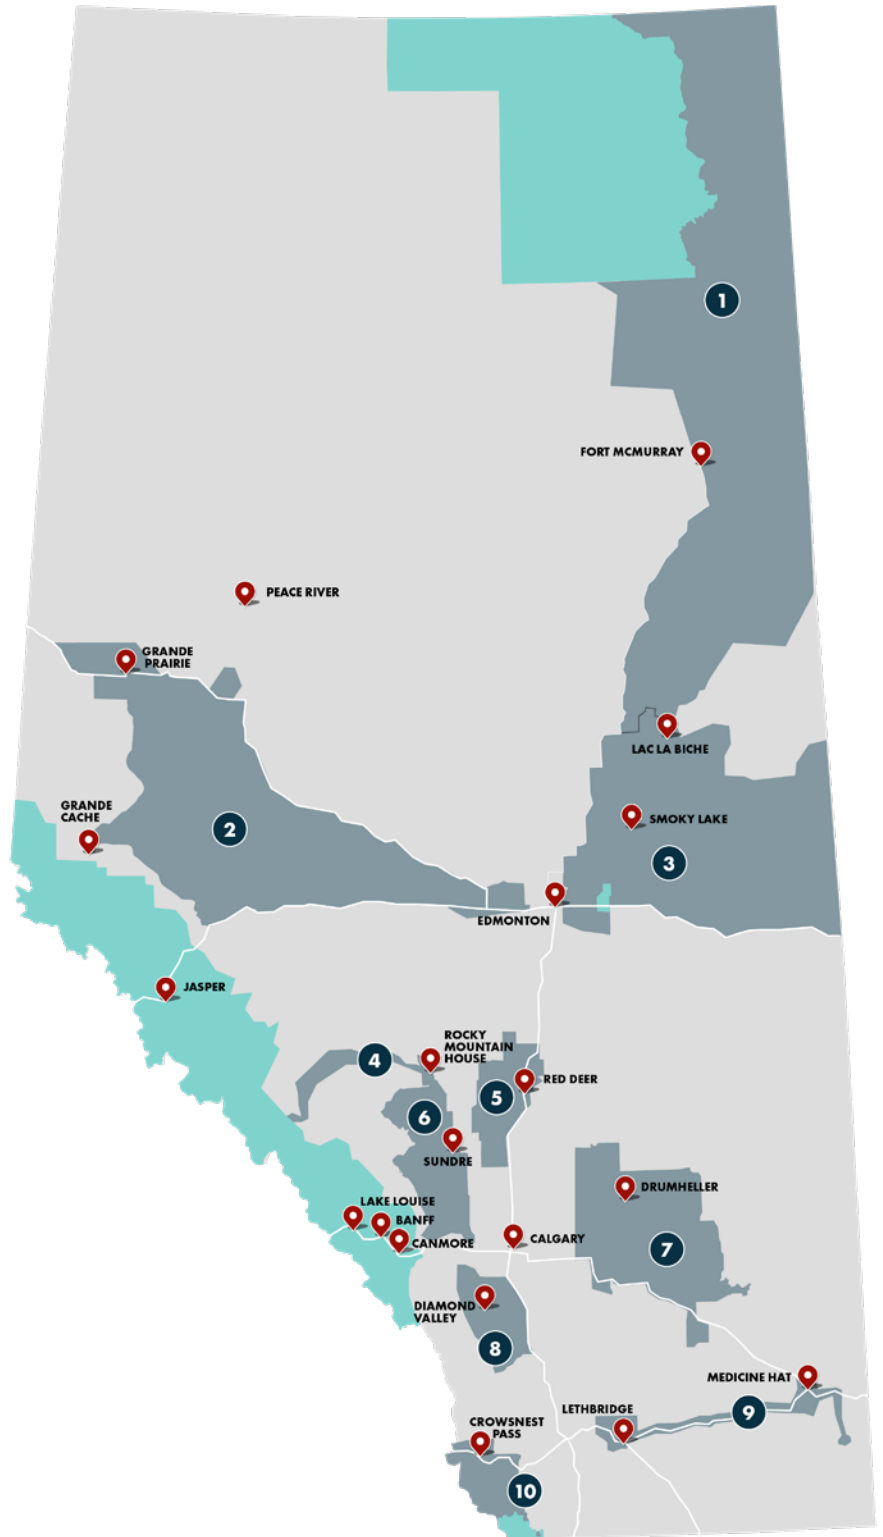 1
FORT MCMURRAY
PEACE RIVER
GRANDE
PRAIRIE
LAC LA BICHE
GRANDE
CACHE
2
SMOKY LAKE
3
EDMONTON
JASPER
ROCKY
MOUNTAIN
HOUSE
4
RED DEER
5
6
SUNDRE
DRUMHELLER
LAKE LOUISE
BANFF
CANMORE
CALGARY
7
DIAMOND
VALLEY
8
MEDICINE HAT
LETHBRIDGE
9
CROWSNEST
PASS
10